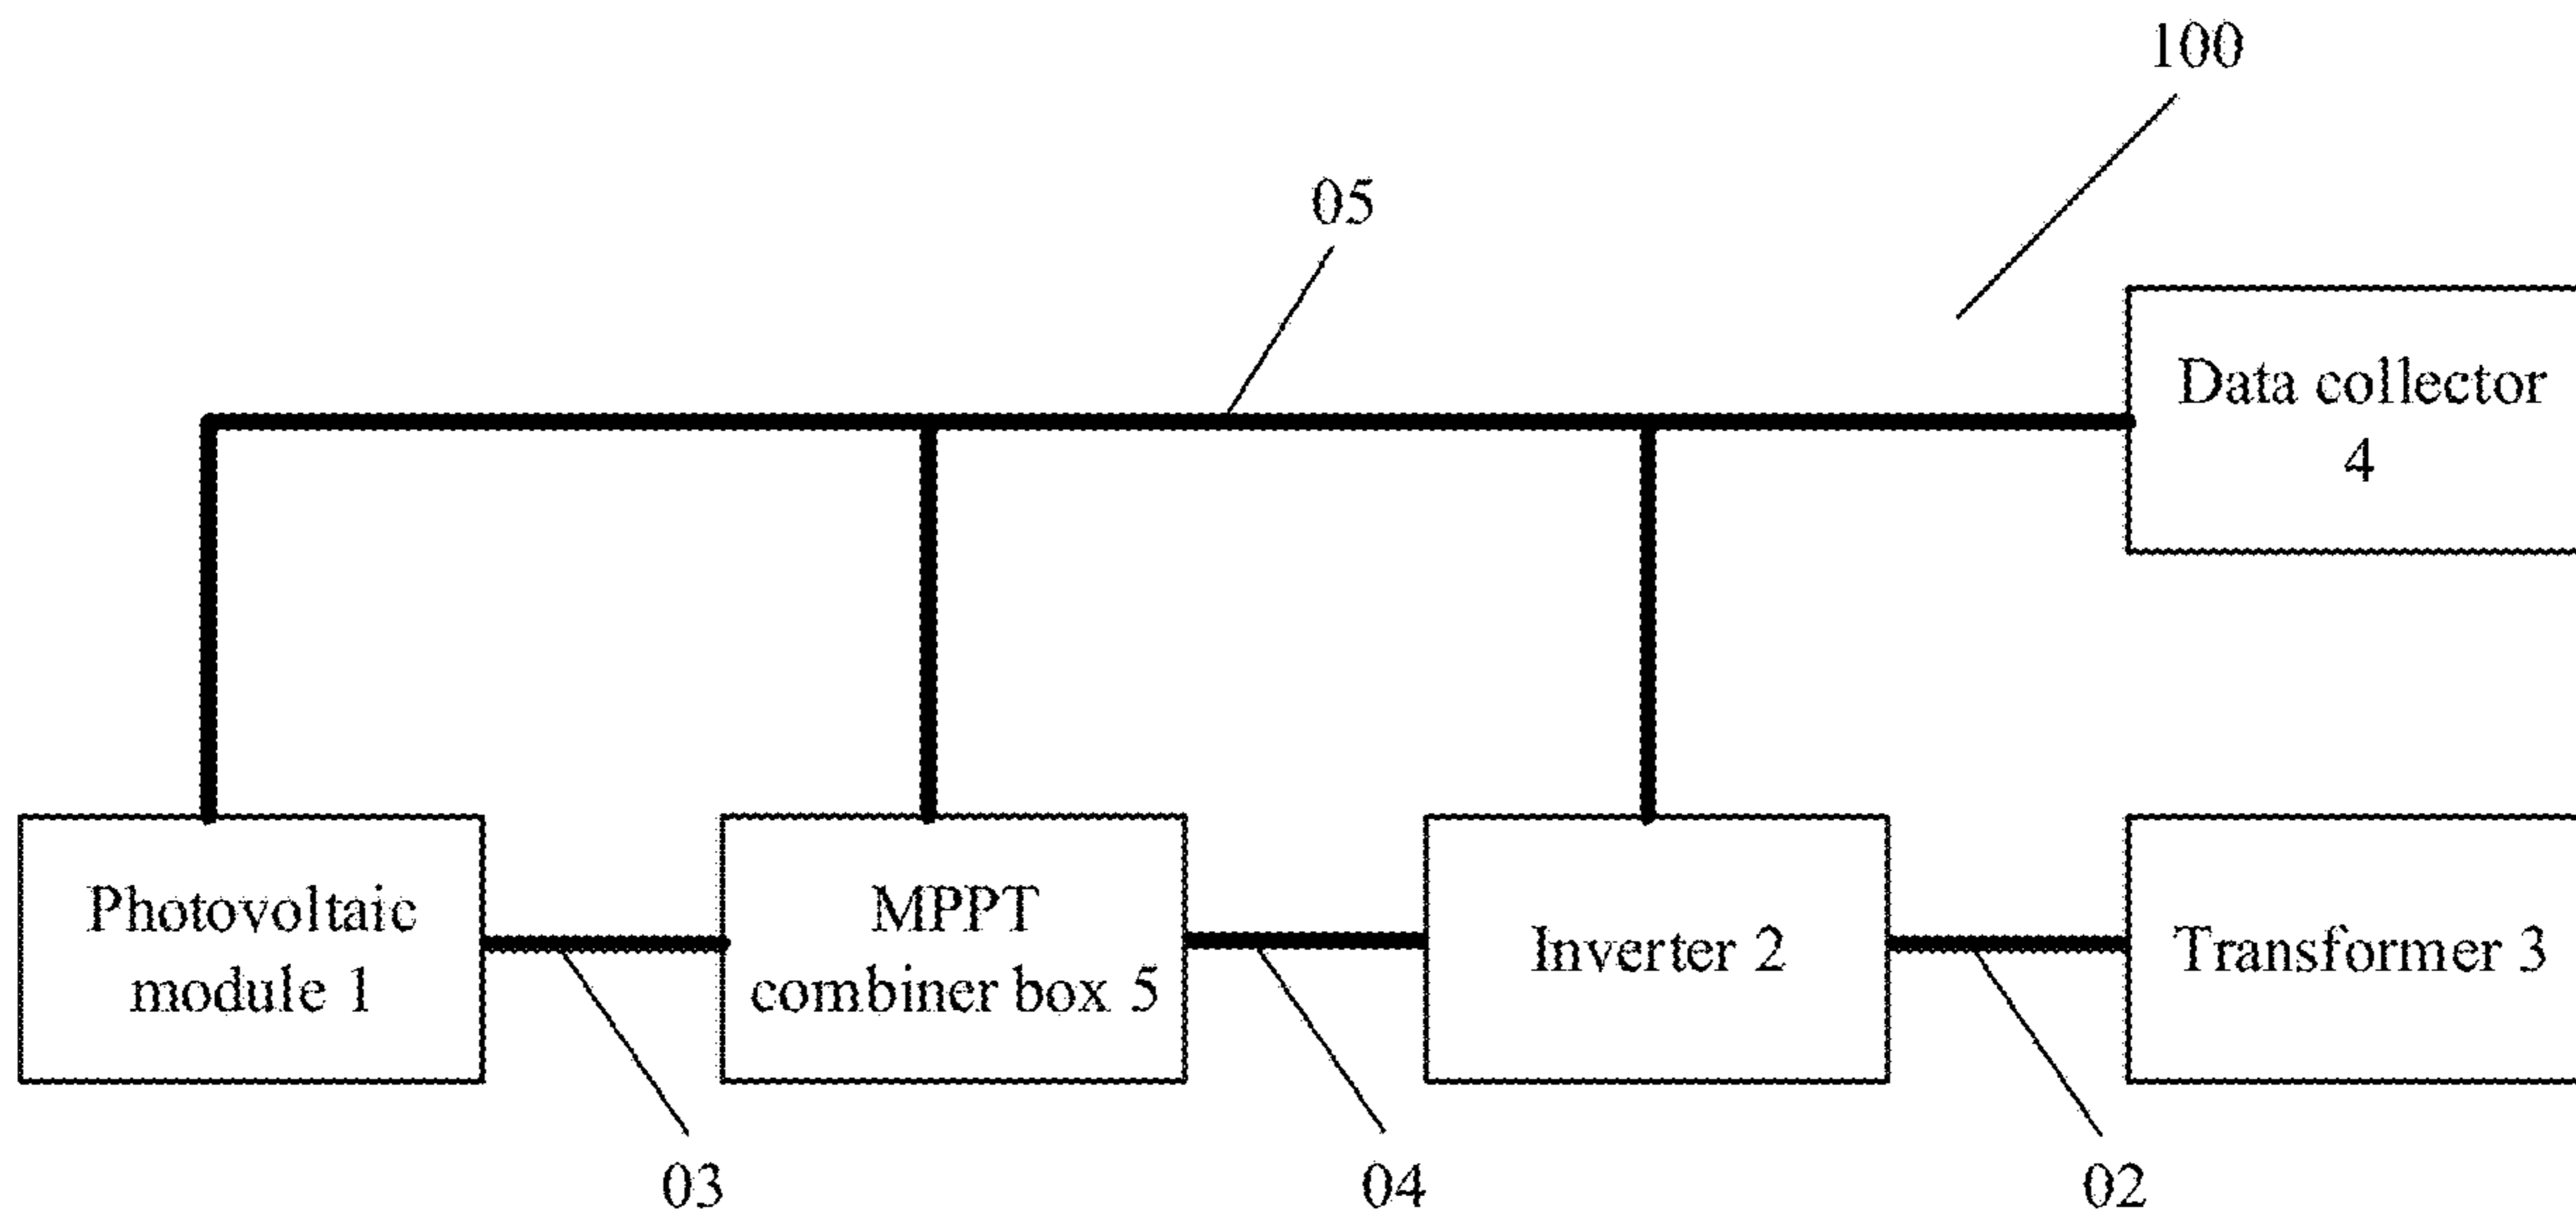 100
05
Data collector
4
Photovoltaic
module 1
MPPT
combiner box 5
Inverter 2
Transformer 3
03
04
02